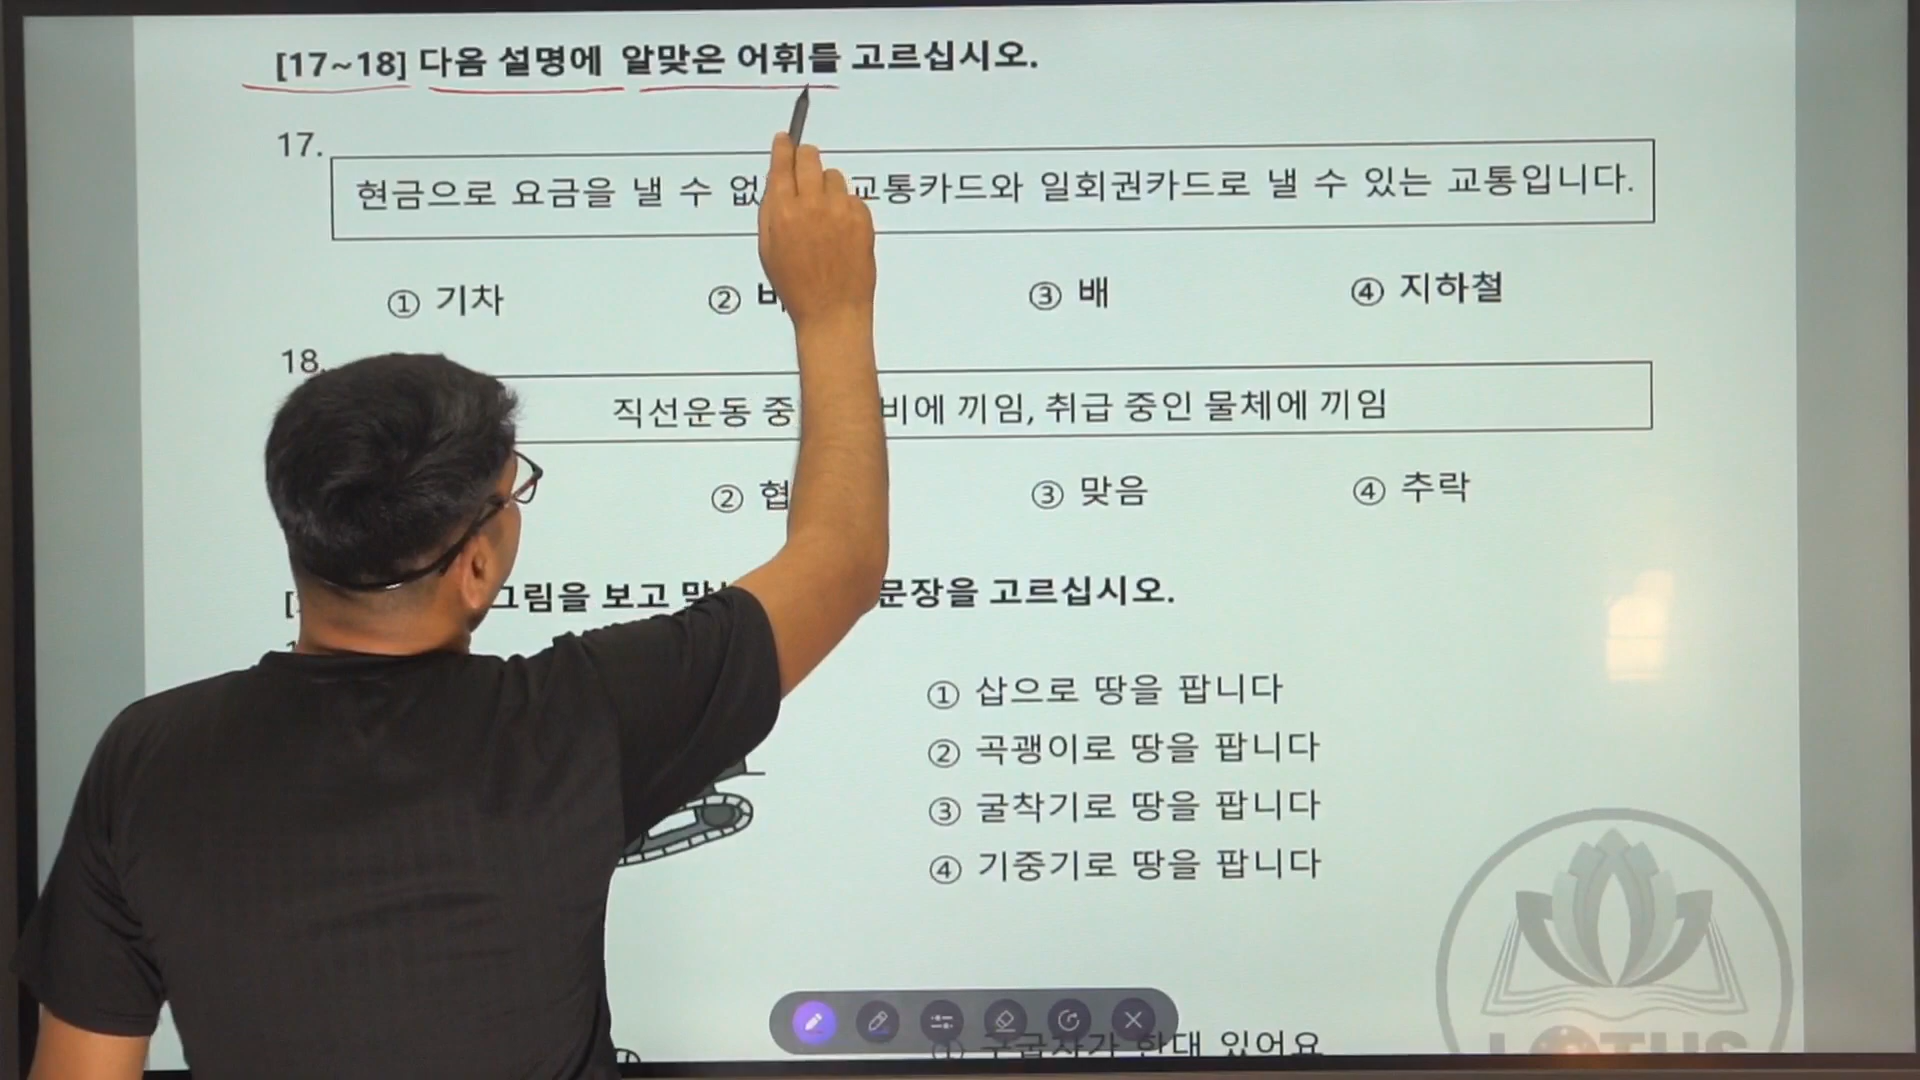 [17~18] 다음 설명에 알맞은 어휘를 고르십시오.
17.
현금으로 요금을 낼 수 교통카드와 일회권카드로 낼 수 있는 교통입니다.
① 기차 ② ③ 배 ④ 지하철
18.
직선운동 끼임, 취급 중인 물체에 끼임
② ③ 맞음 ④ 추락
그림을 보고 문장을 고르십시오.
① 삽으로 땅을 팝니다
② 곡괭이로 땅을 팝니다
③ 굴착기로 땅을 팝니다
④ 기중기로 땅을 팝니다
있어요
LOTUS